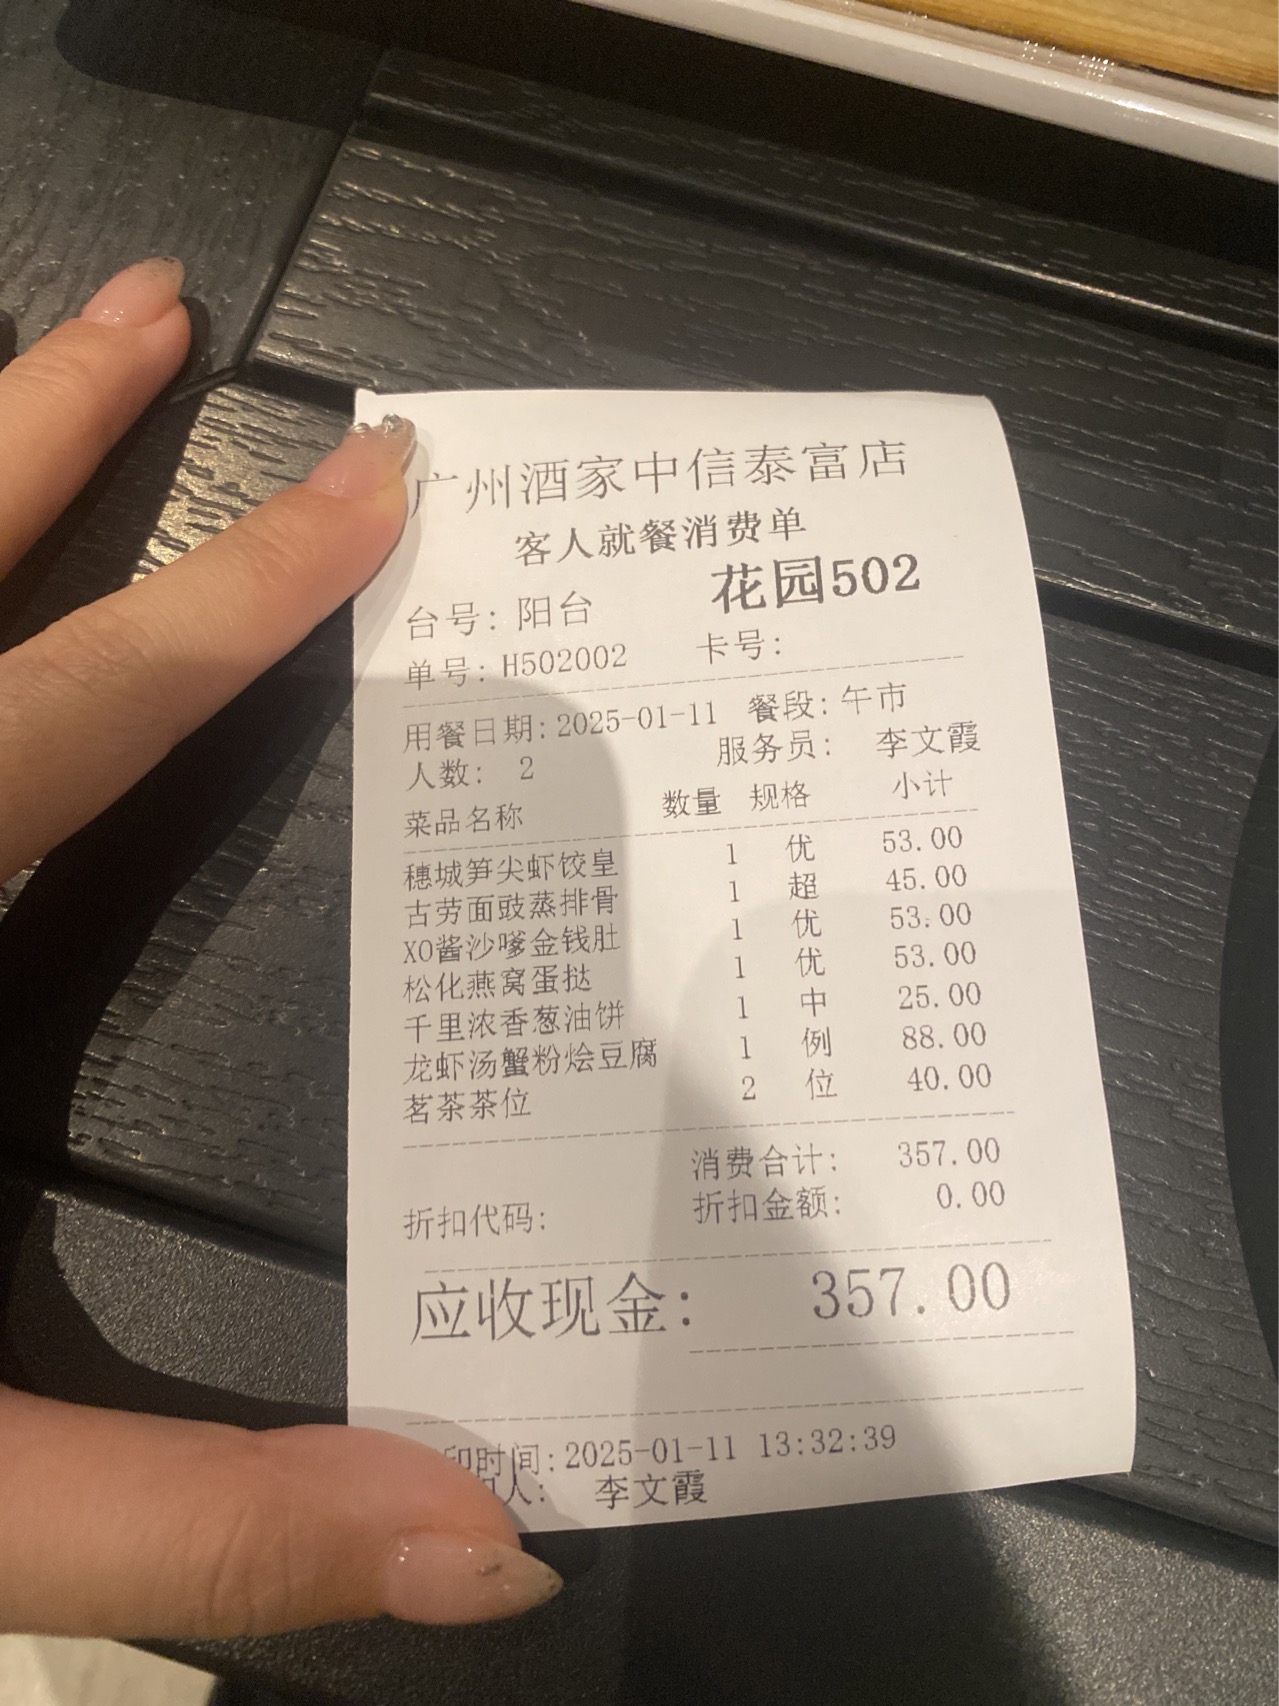 广州酒家中信泰富店
客人就餐消费单
台号: 阳台 花园502
单号: H502002 卡号:
用餐日期: 2025-01-11 餐段: 午市
人数: 2 服务员: 李文霞
菜品名称 数量 规格 小计
穗城笋尖虾饺皇 1 优 53.00
古劳面豉蒸排骨 1 超 45.00
XO酱沙嗲金钱肚 1 优 53.00
松化燕窝蛋挞 1 优 53.00
千里浓香葱油饼 1 中 25.00
龙虾汤蟹粉烩豆腐 1 例 88.00
茗茶茶位 2 位 40.00
消费合计: 357.00
折扣代码: 折扣金额: 0.00
应收现金: 357.00
印时间: 2025-01-11 13:32:39
人: 李文霞